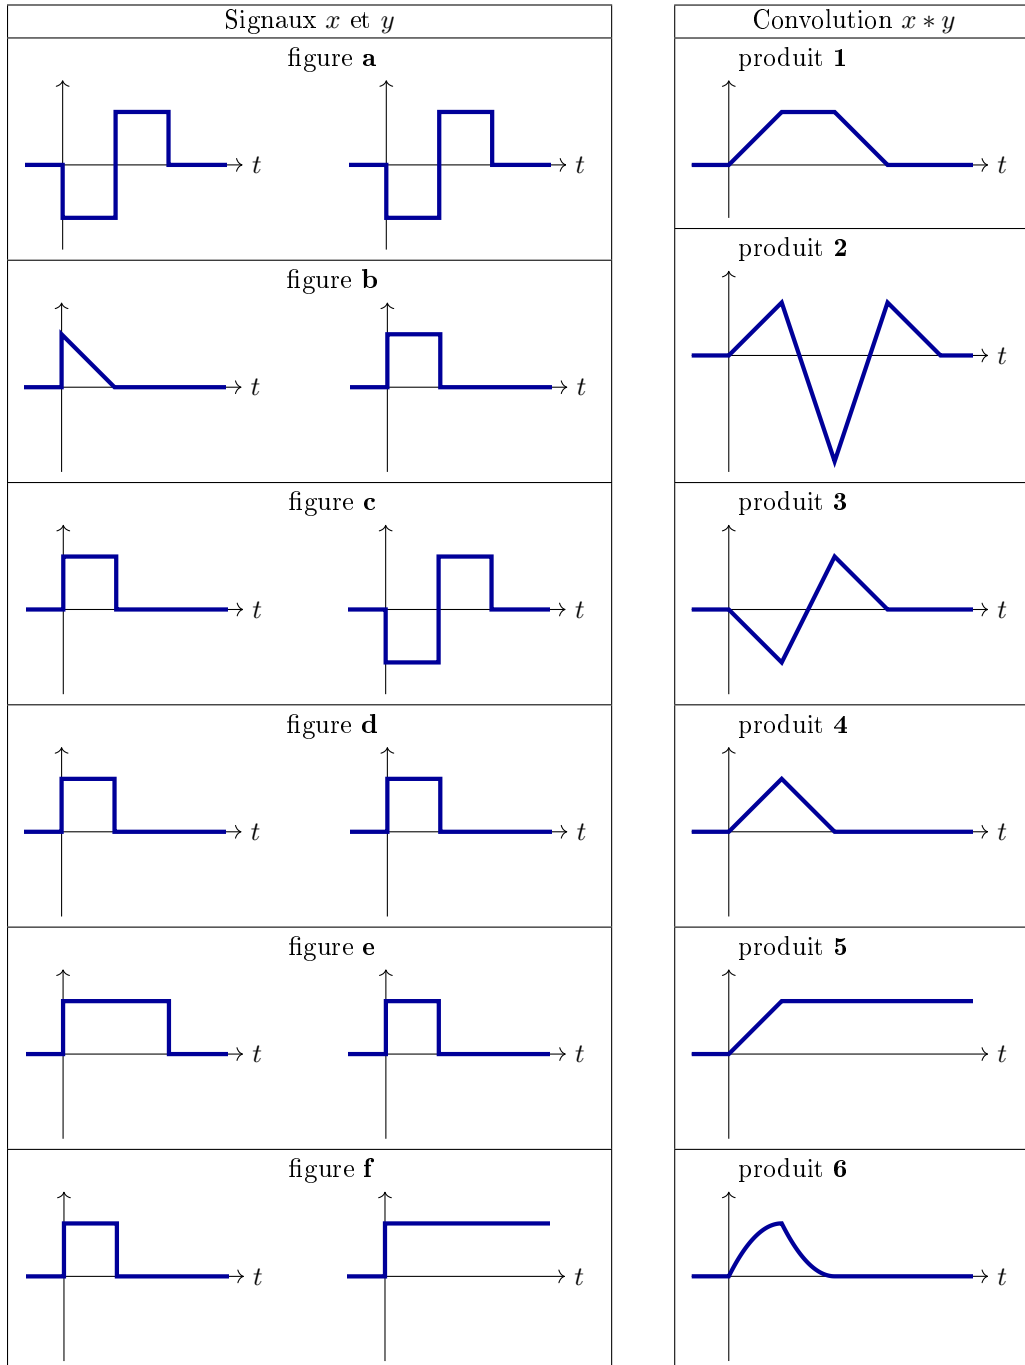 Signaux x et y
figure a
t t
figure b
t t
figure c
t t
figure d
t t
figure e
t t
figure f
t t
Convolution x ∗ y
produit 1
t
produit 2
t
produit 3
t
produit 4
t
produit 5
t
produit 6
t